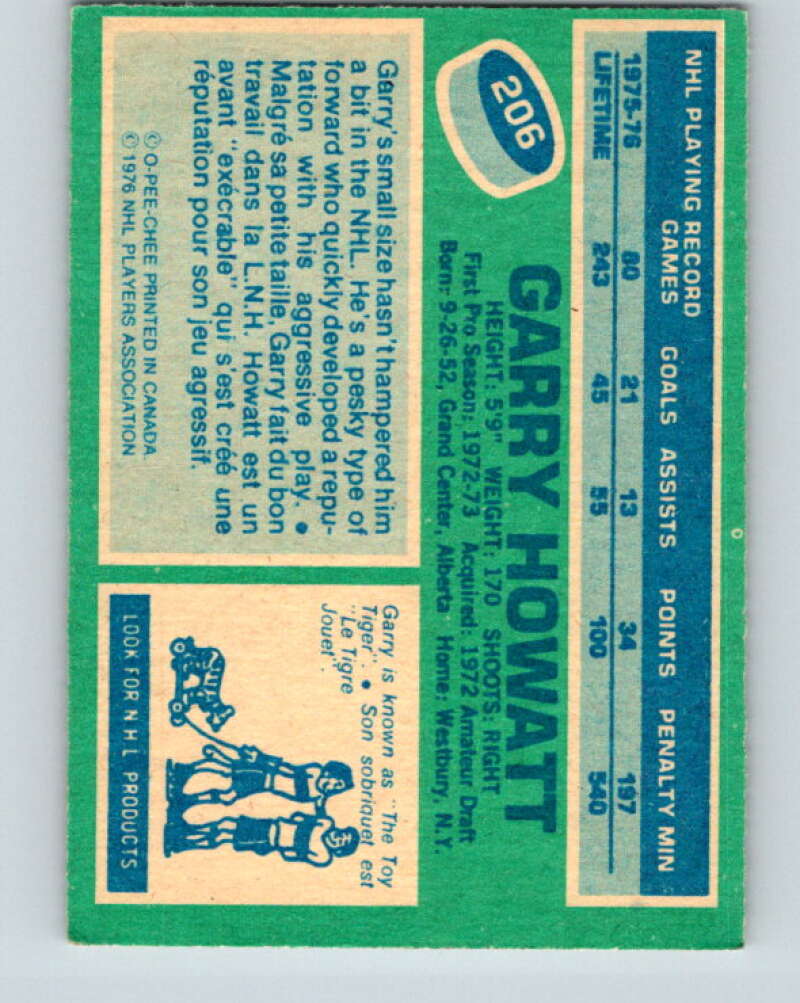 NHL PLAYING RECORD
GAMES GOALS ASSISTS POINTS PENALTY MIN
1975-76 80 21 13 34 197
LIFETIME 243 45 55 100 540
206
GARRY HOWATT
HEIGHT: 5'9" WEIGHT: 170 SHOOTS: RIGHT
First Pro Season: 1972-73 Acquired: 1972 Amateur Draft
Born: 9-26-52, Grand Center, Alberta Home: Westbury, N.Y.
Garry's small size hasn't hampered him
a bit in the NHL. He's a pesky type of
forward who quickly developed a repu-
tation with his aggressive play. •
Malgré sa petite taille, Garry fait du bon
travail dans la L.N.H. Howatt est un
avant "exécrable" qui s'est créé une
réputation pour son jeu agressif.
© O-PEE-CHEE PRINTED IN CANADA.
© 1976 NHL PLAYERS ASSOCIATION
Garry is known as "The Toy
Tiger". • Son sobriquet est
"Le Tigre
Jouet".
LOOK FOR NHL PRODUCTS